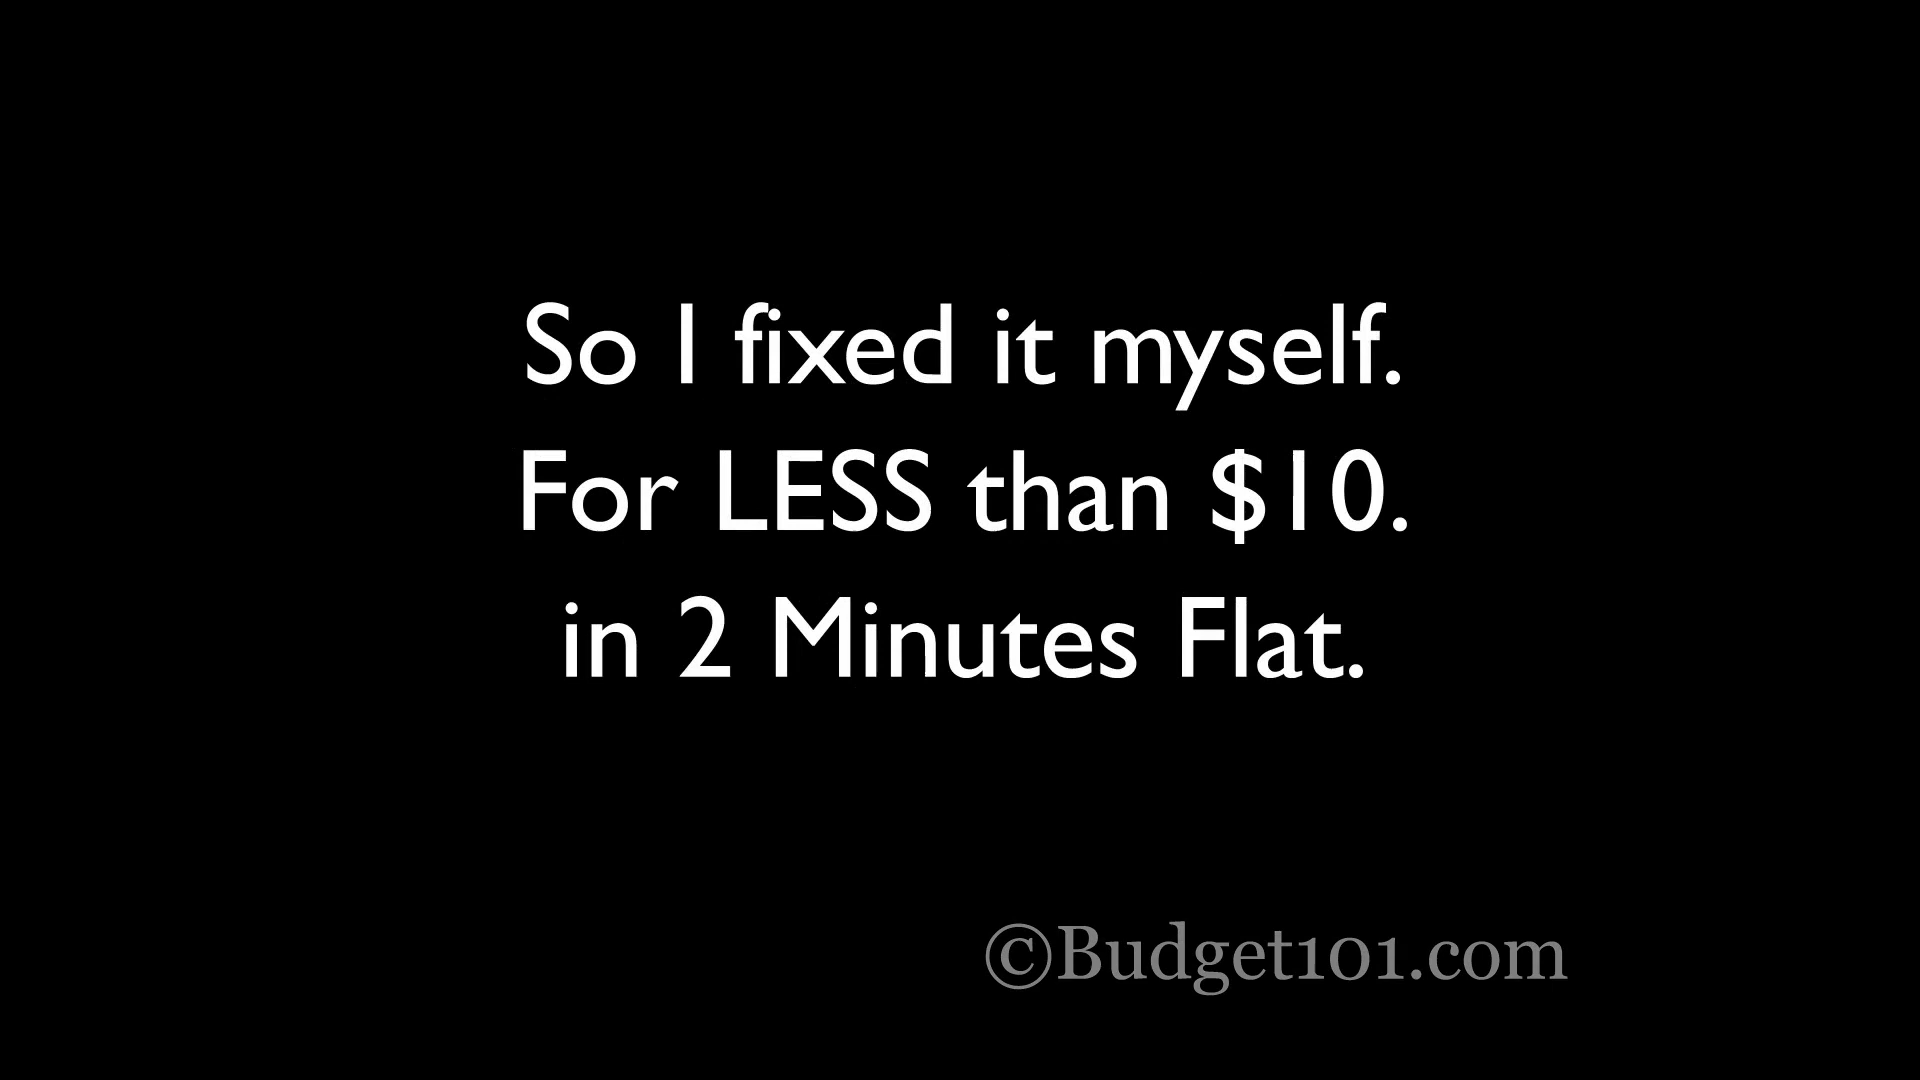 So I fixed it myself.
For LESS than $10.
in 2 Minutes Flat.
©Budget101.com